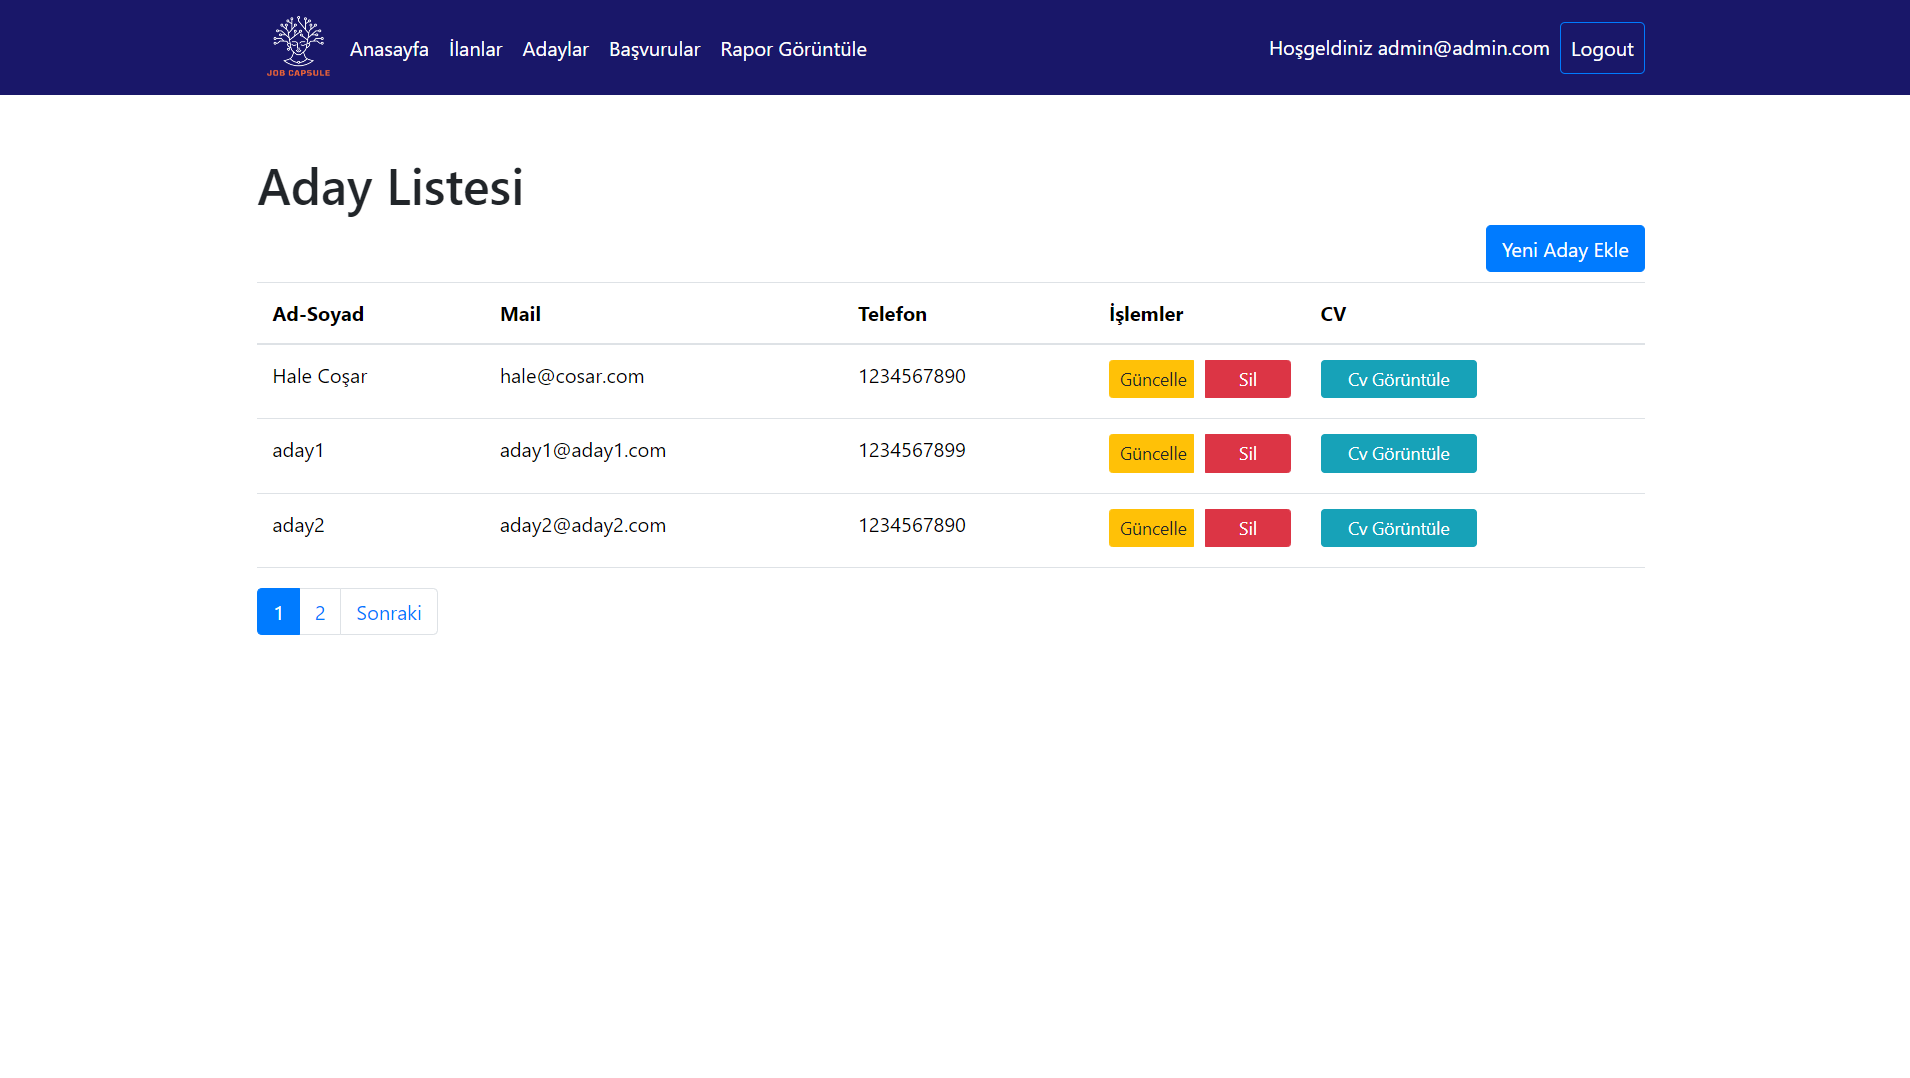 JOB CAPSULE
Anasayfa İlanlar Adaylar Başvurular Rapor Görüntüle Hoşgeldiniz admin@admin.com Logout
Aday Listesi
Yeni Aday Ekle
Ad-Soyad Mail Telefon İşlemler CV
Hale Coşar hale@cosar.com 1234567890 Güncelle Sil Cv Görüntüle
aday1 aday1@aday1.com 1234567899 Güncelle Sil Cv Görüntüle
aday2 aday2@aday2.com 1234567890 Güncelle Sil Cv Görüntüle
1 2 Sonraki